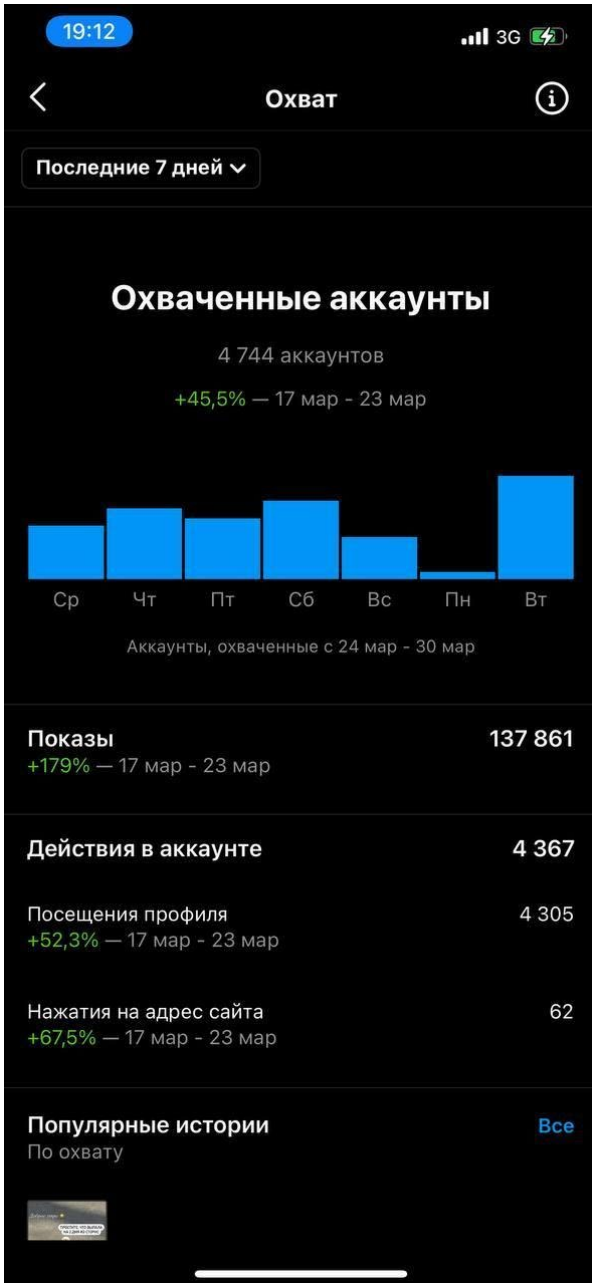 19:12
3G
Охват
Последние 7 дней
Охваченные аккаунты
4 744 аккаунтов
+45,5% — 17 мар - 23 мар
Ср Чт Пт Сб Вс Пн Вт
Аккаунты, охваченные с 24 мар - 30 мар
Показы 137 861
+179% — 17 мар - 23 мар
Действия в аккаунте 4 367
Посещения профиля 4 305
+52,3% — 17 мар - 23 мар
Нажатия на адрес сайта 62
+67,5% — 17 мар - 23 мар
Популярные истории Все
По охвату